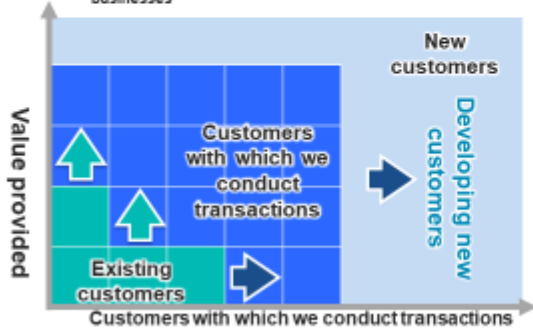 businesses
New
customers
Value provided
Customers
with which we
conduct
transactions
Developing new
customers
Existing
customers
Customers with which we conduct transactions